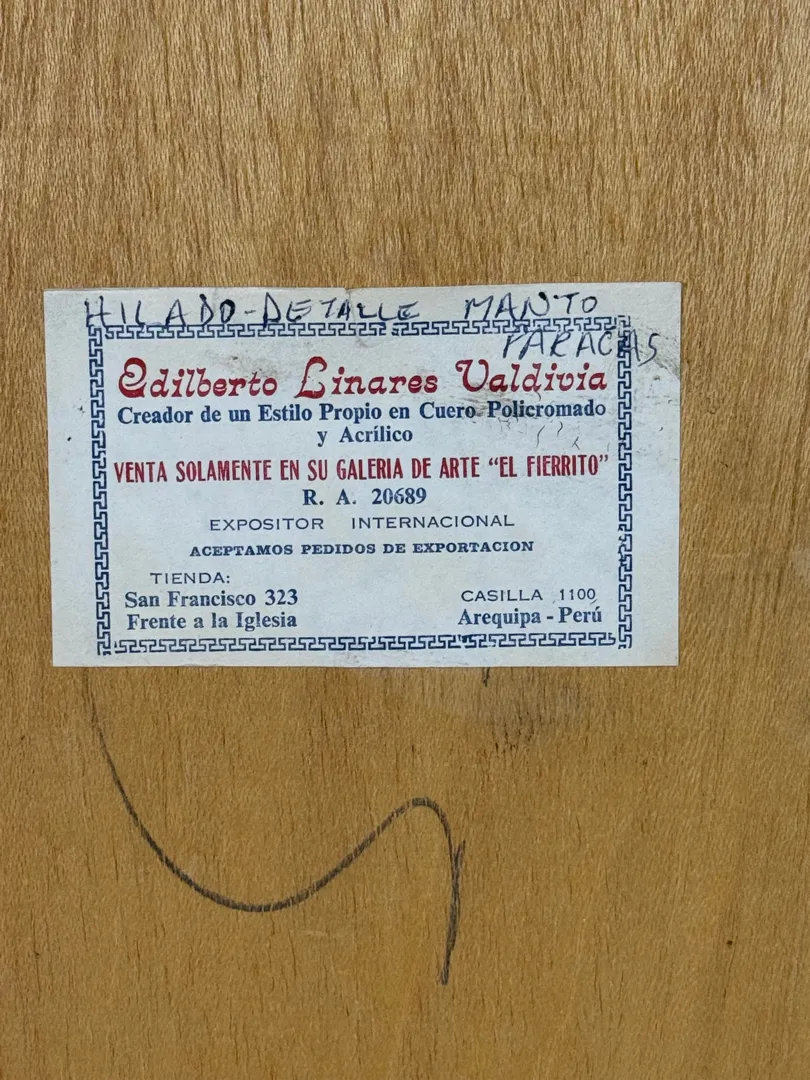 HILADO-DETALLE MANTO
PARACAS
Edilberto Linares Valdivia
Creador de un Estilo Propio en Cuero Policromado
y Acrílico
VENTA SOLAMENTE EN SU GALERIA DE ARTE “EL FIERRITO”
R. A. 20689
EXPOSITOR INTERNACIONAL
ACEPTAMOS PEDIDOS DE EXPORTACION
TIENDA:
San Francisco 323
Frente a la Iglesia
CASILLA 1100
Arequipa - Perú